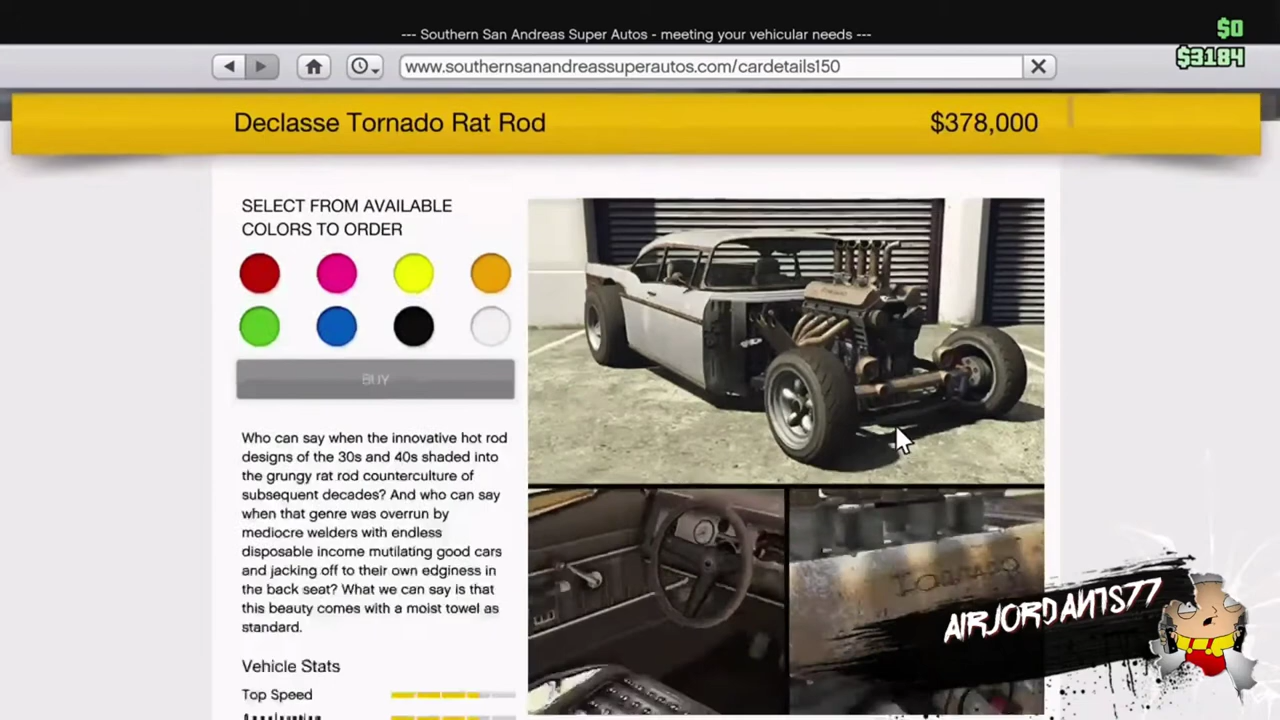 --- Southern San Andreas Super Autos - meeting your vehicular needs ---
$0
$3184
www.southernsanandreassuperautos.com/cardetails150
Declasse Tornado Rat Rod
$378,000
SELECT FROM AVAILABLE
COLORS TO ORDER
BUY
Who can say when the innovative hot rod
designs of the 30s and 40s shaded into
the grungy rat rod counterculture of
subsequent decades? And who can say
when that genre was overrun by
mediocre welders with endless
disposable income mutilating good cars
and jacking off to their own edginess in
the back seat? What we can say is that
this beauty comes with a moist towel as
standard.
TORNADO
AIRJORDAN1S77
Vehicle Stats
Top Speed
Acceleration